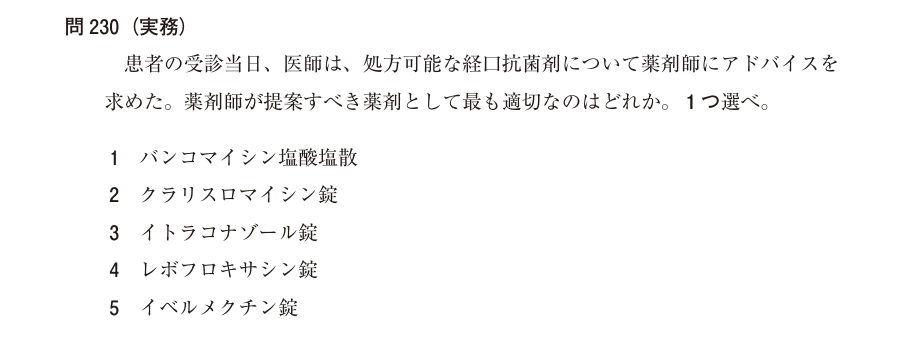 問 230（実務）
患者の受診当日、医師は、処方可能な経口抗菌剤について薬剤師にアドバイスを
求めた。薬剤師が提案すべき薬剤として最も適切なのはどれか。1つ選べ。
1 バンコマイシン塩酸塩散
2 クラリスロマイシン錠
3 イトラコナゾール錠
4 レボフロキサシン錠
5 イベルメクチン錠